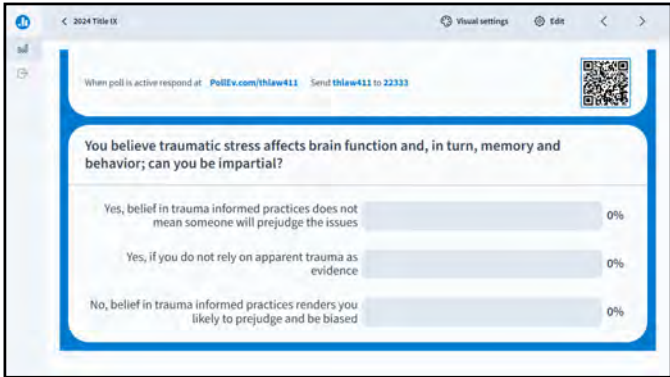 2024 Title IX
Visual settings
Edit
When poll is active respond at PollEv.com/thlaw411 Send thlaw411 to 22333
You believe traumatic stress affects brain function and, in turn, memory and
behavior; can you be impartial?
Yes, belief in trauma informed practices does not
mean someone will prejudge the issues
0%
Yes, if you do not rely on apparent trauma as
evidence
0%
No, belief in trauma informed practices renders you
likely to prejudge and be biased
0%